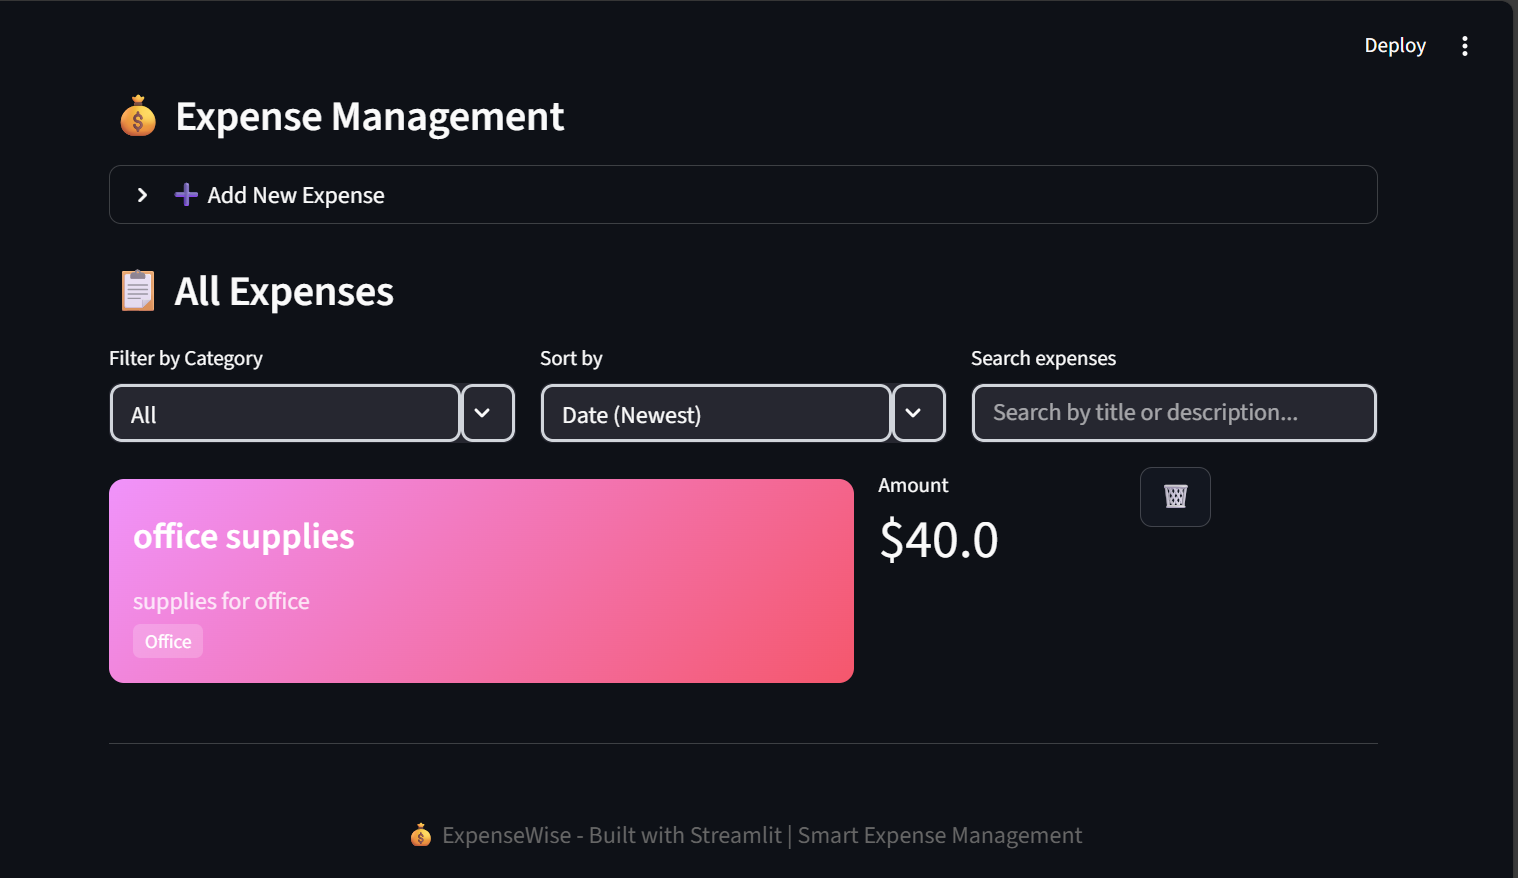 Deploy
Expense Management
Add New Expense
All Expenses
Filter by Category
Sort by
Search expenses
All
Date (Newest)
Search by title or description...
office supplies
supplies for office
Office
Amount
$40.0
ExpenseWise - Built with Streamlit | Smart Expense Management